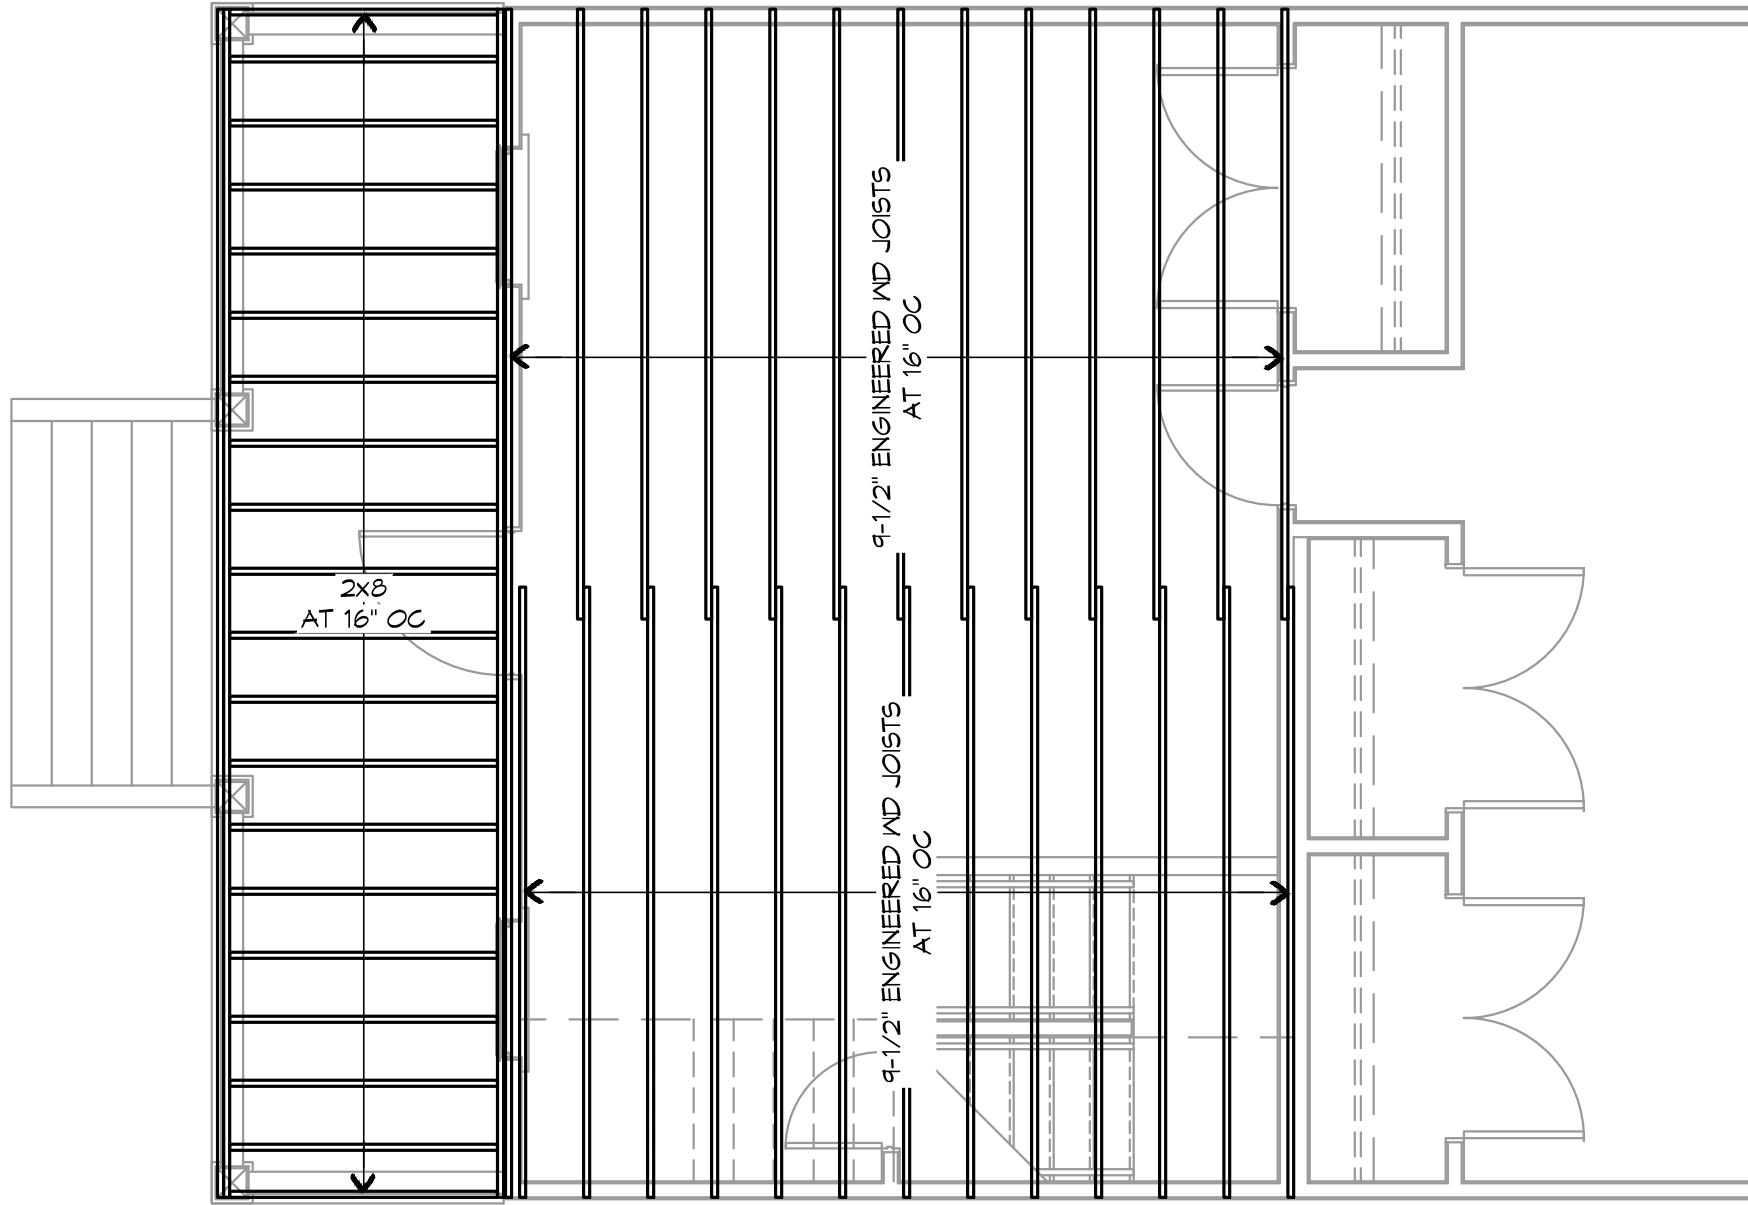 9-1/2" ENGINEERED WD JOISTS
AT 16" OC
2x8
AT 16" OC
9-1/2" ENGINEERED WD JOISTS
AT 16" OC